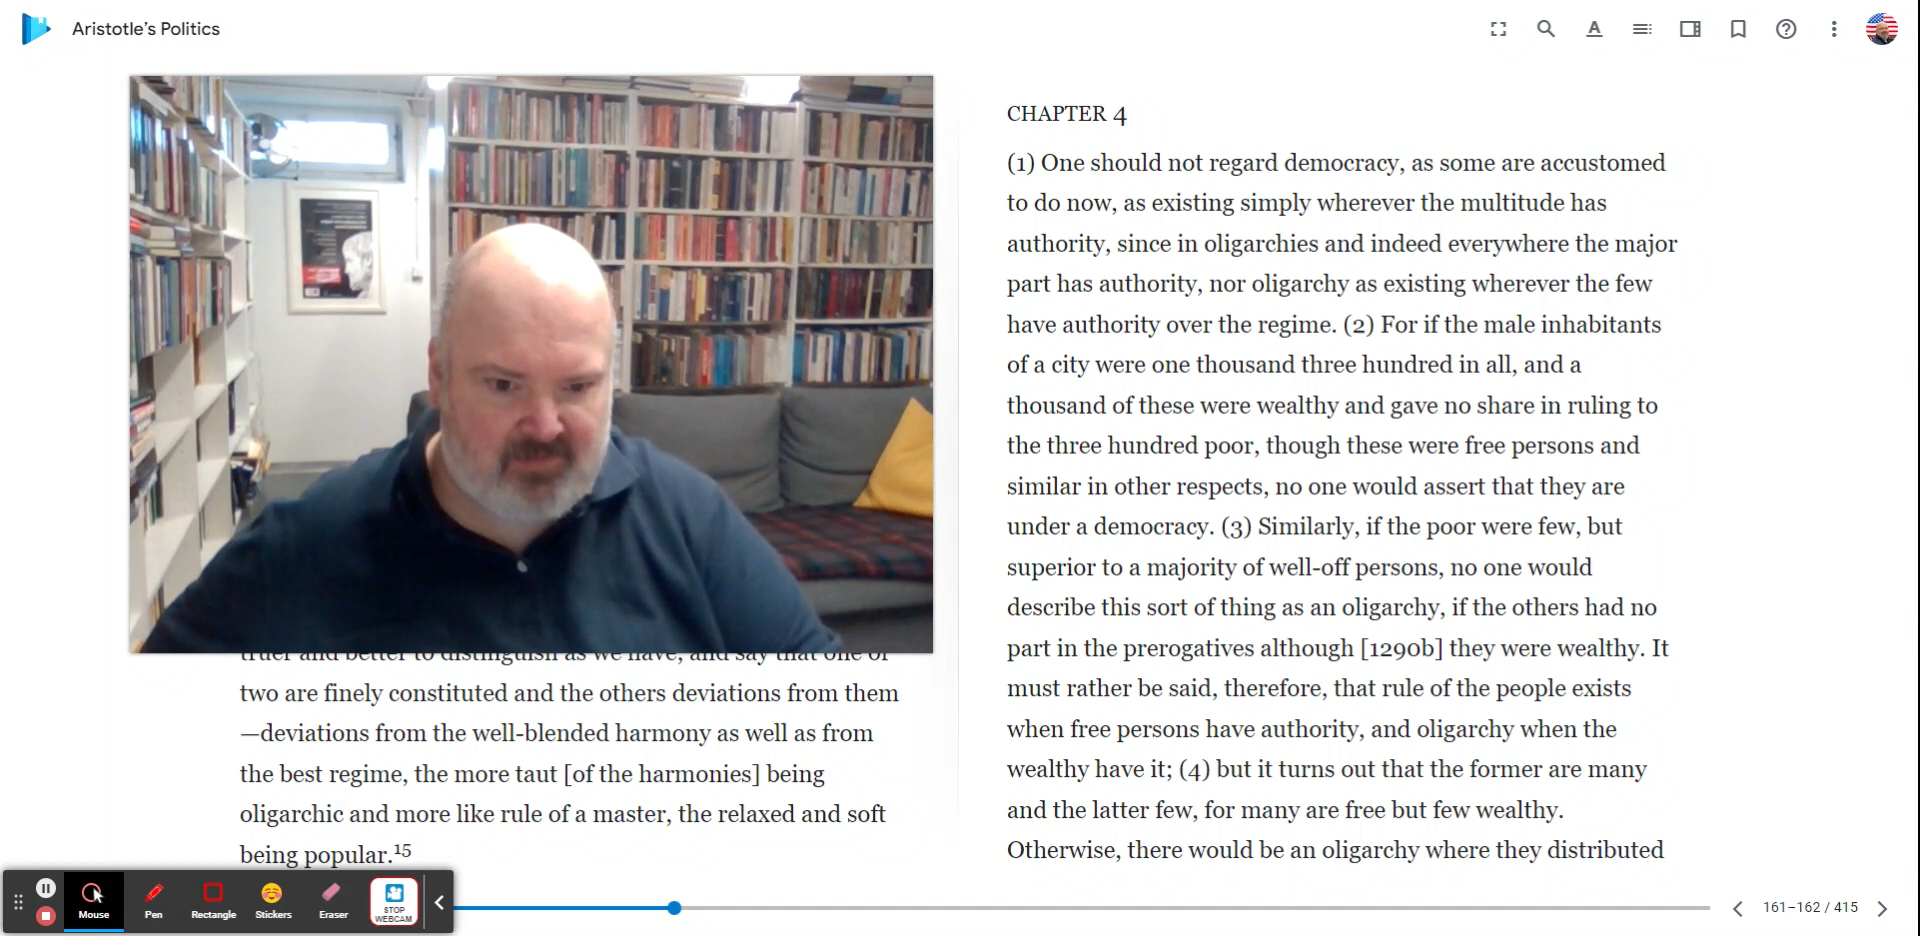 Aristotle's Politics
truer and better to distinguish as we have, and say that one or
two are finely constituted and the others deviations from them
—deviations from the well-blended harmony as well as from
the best regime, the more taut [of the harmonies] being
oligarchic and more like rule of a master, the relaxed and soft
being popular.15
CHAPTER 4
(1) One should not regard democracy, as some are accustomed
to do now, as existing simply wherever the multitude has
authority, since in oligarchies and indeed everywhere the major
part has authority, nor oligarchy as existing wherever the few
have authority over the regime. (2) For if the male inhabitants
of a city were one thousand three hundred in all, and a
thousand of these were wealthy and gave no share in ruling to
the three hundred poor, though these were free persons and
similar in other respects, no one would assert that they are
under a democracy. (3) Similarly, if the poor were few, but
superior to a majority of well-off persons, no one would
describe this sort of thing as an oligarchy, if the others had no
part in the prerogatives although [1290b] they were wealthy. It
must rather be said, therefore, that rule of the people exists
when free persons have authority, and oligarchy when the
wealthy have it; (4) but it turns out that the former are many
and the latter few, for many are free but few wealthy.
Otherwise, there would be an oligarchy where they distributed
Mouse
Pen
Rectangle
Stickers
Eraser
STOP
WEBCAM
161–162 / 415